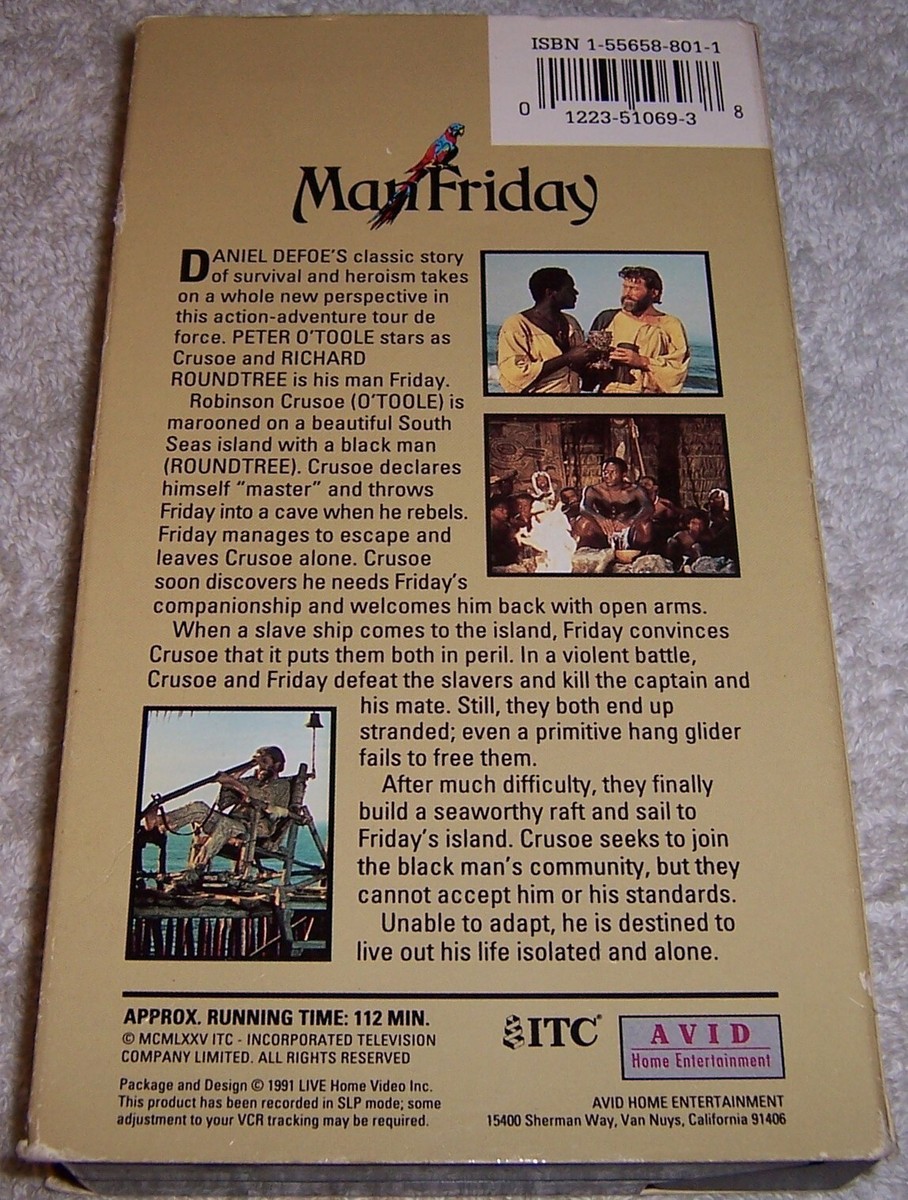 ISBN 1-55658-801-1
0 1223-51069-3 8
Man Friday
DANIEL DEFOE'S classic story
of survival and heroism takes
on a whole new perspective in
this action-adventure tour de
force. PETER O'TOOLE stars as
Crusoe and RICHARD
ROUNDTREE is his man Friday.
Robinson Crusoe (O'TOOLE) is
marooned on a beautiful South
Seas island with a black man
(ROUNDTREE). Crusoe declares
himself "master" and throws
Friday into a cave when he rebels.
Friday manages to escape and
leaves Crusoe alone. Crusoe
soon discovers he needs Friday's
companionship and welcomes him back with open arms.
When a slave ship comes to the island, Friday convinces
Crusoe that it puts them both in peril. In a violent battle,
Crusoe and Friday defeat the slavers and kill the captain and
his mate. Still, they both end up
stranded; even a primitive hang glider
fails to free them.
After much difficulty, they finally
build a seaworthy raft and sail to
Friday's island. Crusoe seeks to join
the black man's community, but they
cannot accept him or his standards.
Unable to adapt, he is destined to
live out his life isolated and alone.
APPROX. RUNNING TIME: 112 MIN.
© MCMLXXV ITC - INCORPORATED TELEVISION
COMPANY LIMITED. ALL RIGHTS RESERVED
Package and Design © 1991 LIVE Home Video Inc.
This product has been recorded in SLP mode; some
adjustment to your VCR tracking may be required.
ITC®
AVID
Home Entertainment
AVID HOME ENTERTAINMENT
15400 Sherman Way, Van Nuys, California 91406